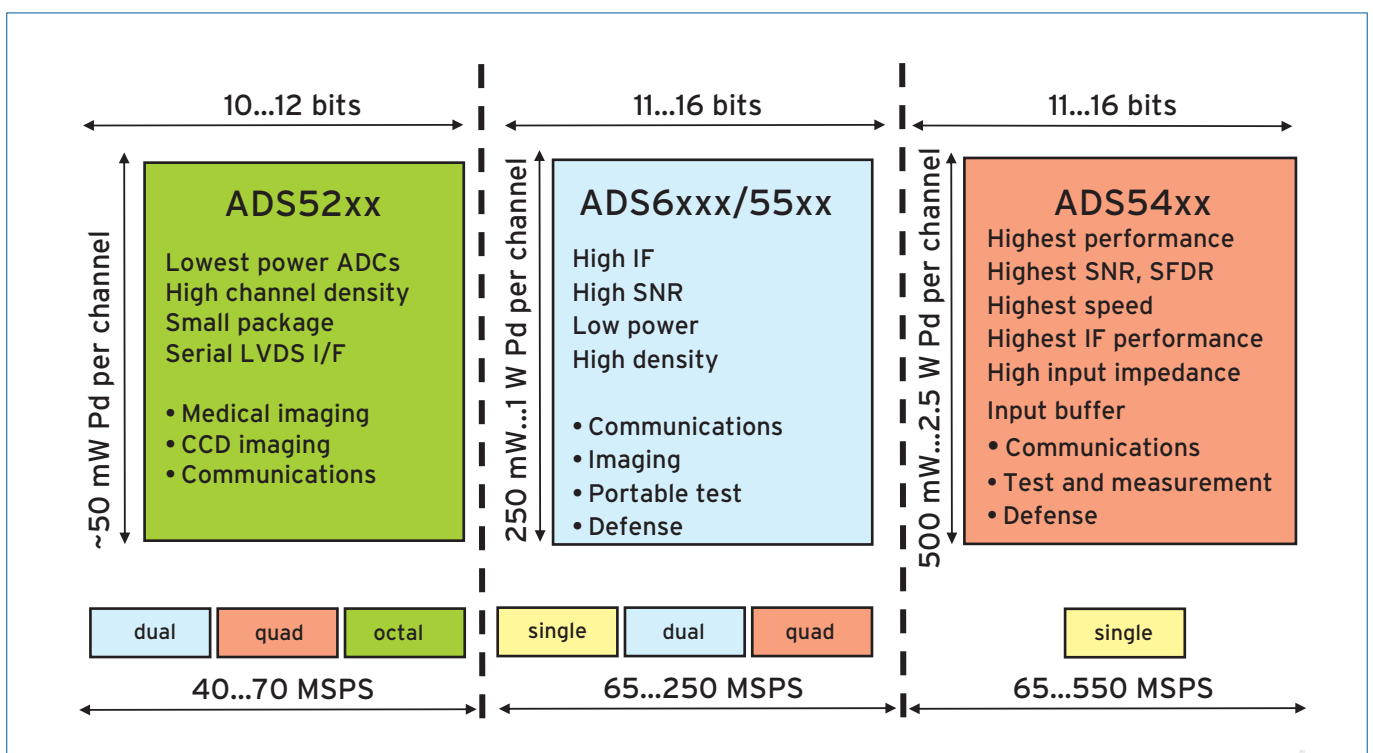 10...12 bits
~50 mW Pd per channel
ADS52xx
Lowest power ADCs
High channel density
Small package
Serial LVDS I/F
• Medical imaging
• CCD imaging
• Communications
dual
quad
octal
40...70 MSPS
11...16 bits
250 mW...1 W Pd per channel
ADS6xxx/55xx
High IF
High SNR
Low power
High density
• Communications
• Imaging
• Portable test
• Defense
single
dual
quad
65...250 MSPS
11...16 bits
500 mW...2.5 W Pd per channel
ADS54xx
Highest performance
Highest SNR, SFDR
Highest speed
Highest IF performance
High input impedance
Input buffer
• Communications
• Test and measurement
• Defense
single
65...550 MSPS